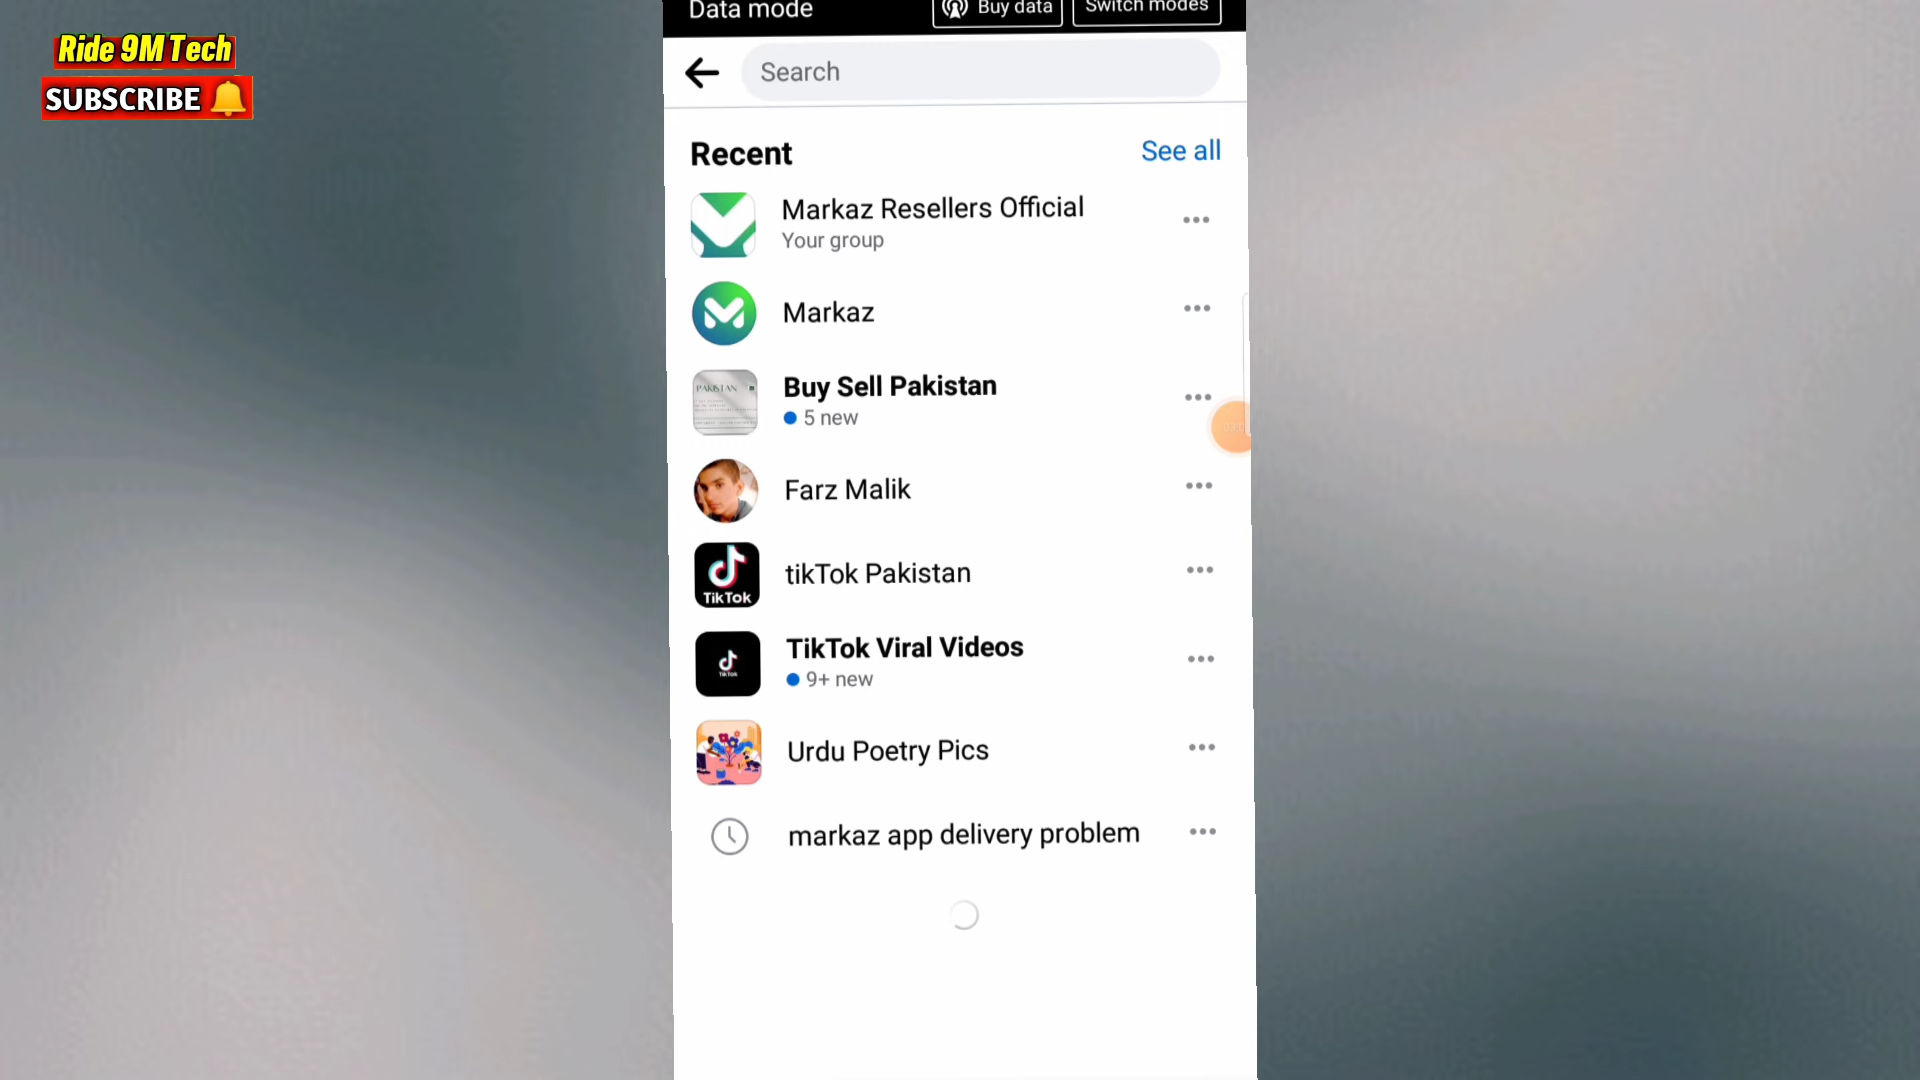 Data mode
Buy data
Switch modes
Ride 9M Tech
SUBSCRIBE
Search
Recent
See all
Markaz Resellers Official
Your group
Markaz
PAKISTAN
Buy Sell Pakistan
5 new
Farz Malik
TikTok
tikTok Pakistan
TikTok
TikTok Viral Videos
9+ new
Urdu Poetry Pics
markaz app delivery problem